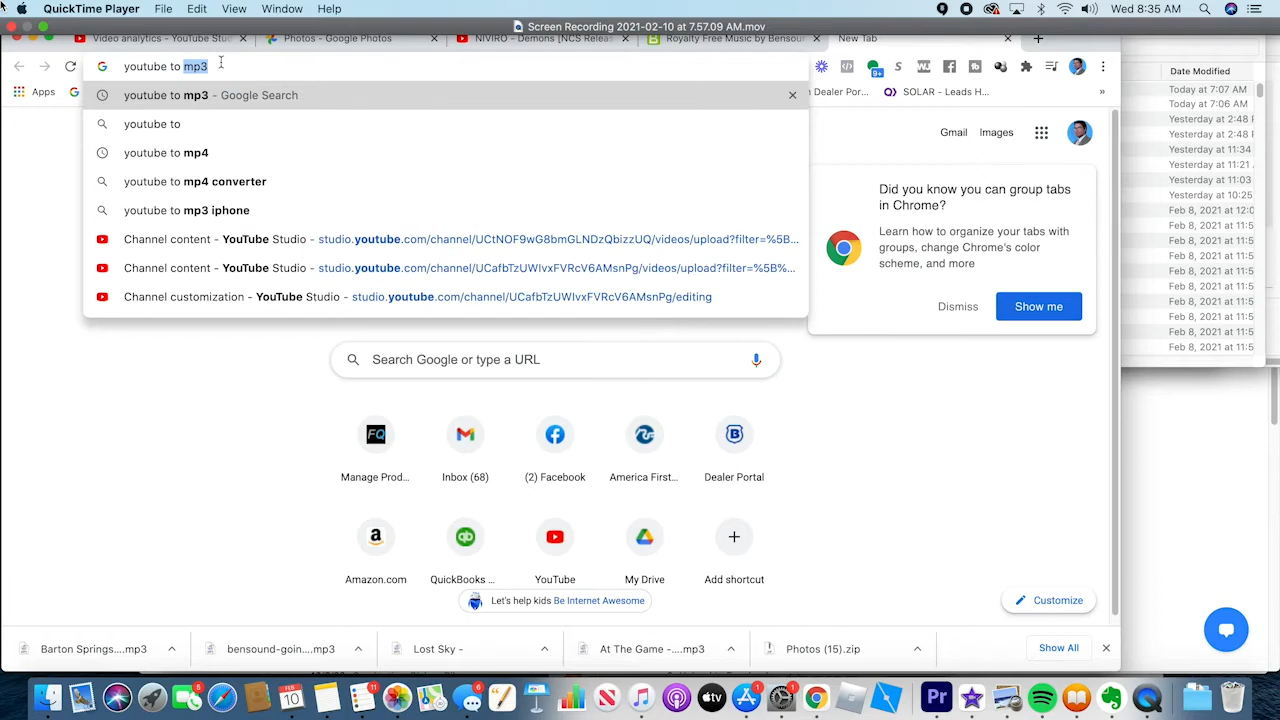 QuickTime Player File Edit View Window Help
Wed 8:35 AM
Screen Recording 2021-02-10 at 7.57.09 AM.mov
Video analytics - YouTube Stu
Photos - Google Photos
NIVIRO - Demons [NCS Releas
Royalty Free Music by Bensou
New Tab
youtube to mp3
9+
Apps
Dealer Por...
SOLAR - Leads H...
»
youtube to mp3 - Google Search
youtube to
youtube to mp4
youtube to mp4 converter
youtube to mp3 iphone
Channel content - YouTube Studio - studio.youtube.com/channel/UCtNOF9wG8bmGLNDzQbizzUQ/videos/upload?filter=%5B...
Channel content - YouTube Studio - studio.youtube.com/channel/UCafbTzUWIvxFVRcV6AMsnPg/videos/upload?filter=%5B%...
Channel customization - YouTube Studio - studio.youtube.com/channel/UCafbTzUWIvxFVRcV6AMsnPg/editing
Gmail Images
Did you know you can group tabs
in Chrome?
Learn how to organize your tabs with
groups, change Chrome's color
scheme, and more
Dismiss
Show me
Search Google or type a URL
FQ
Manage Prod...
Inbox (68)
(2) Facebook
America First...
Dealer Portal
Amazon.com
QuickBooks ...
YouTube
My Drive
Add shortcut
Let's help kids Be Internet Awesome
Customize
Date Modified
Today at 7:07 AM
Today at 7:06 AM
Yesterday at 2:48
Yesterday at 2:48
Yesterday at 11:34
Yesterday at 11:21
Yesterday at 11:03
Yesterday at 10:25
Feb 8, 2021 at 12:0
Feb 8, 2021 at 11:5
Feb 8, 2021 at 11:5
Feb 8, 2021 at 11:5
Feb 8, 2021 at 11:5
Feb 8, 2021 at 11:5
Feb 8, 2021 at 11:5
Feb 8, 2021 at 11:5
Feb 8, 2021 at 11:5
Feb 8, 2021 at 11:5
Barton Springs....mp3
bensound-goin....mp3
Lost Sky -
At The Game -....mp3
Photos (15).zip
Show All
5
FEB
10
11
6
tv
1
1
Pr